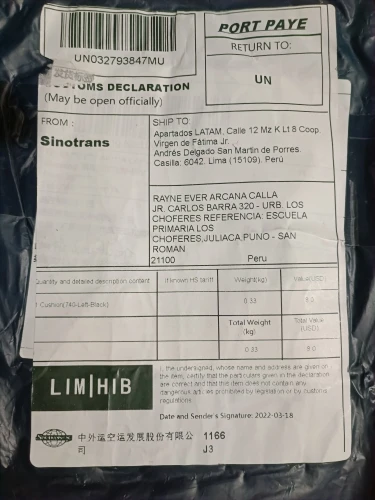 UN032793847MU
PORT PAYE
RETURN TO:
UN
CUSTOMS DECLARATION
(May be open officially)
FROM :
Sinotrans
SHIP TO
Apartados LATAM, Calle 12 Mz K Lt 8 Coop.
Virgen de Fátima Jr.
Andrés Delgado San Martin de Porres.
Casilla: 6042. Lima (15109). Perú
RAYNE EVER ARCANA CALLA
JR. CARLOS BARRA 320 - URB. LOS
CHOFERES REFERENCIA: ESCUELA
PRIMARIA LOS
CHOFERES,JULIACA,PUNO - SAN
ROMAN
21100 Peru
Quantity and detailed description content
If known HS tariff
Weight(kg)
Value(USD)
0.33
8.0
Total Weight
(kg)
Total Value
(USD)
0.33
8.0
LIM|HIB
I, the undersigned, whose name and address are given on
the item, certify that the particulars given in the declaration
are correct and that this item does not contain any
dangerous articles prohibited by legislation or by customs
regulations
Date and Sender's Signature: 2022-03-18
中外运空运发展股份有限公
司
1166
J3